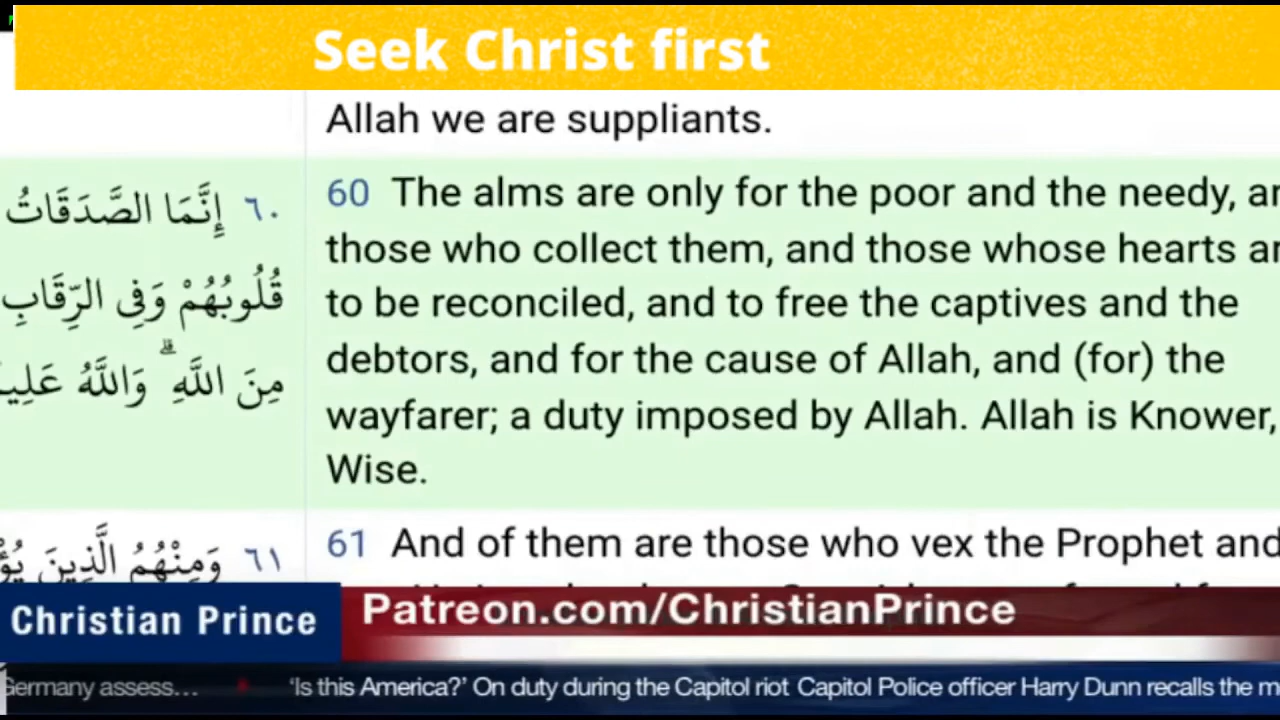 Seek Christ first
Allah we are suppliants.
٦٠ إِنَّمَا الصَّدَقَاتُ
قُلُوبُهُمْ وَفِي الرِّقَابِ
مِنَ اللَّهِ ۗ وَاللَّهُ
60 The alms are only for the poor and the needy,
those who collect them, and those whose hearts
to be reconciled, and to free the captives and the
debtors, and for the cause of Allah, and (for) the
wayfarer; a duty imposed by Allah. Allah is Knower,
Wise.
٦١ وَمِنْهُمُ الَّذِينَ
61 And of them are those who vex the Prophet and
Christian Prince
Patreon.com/ChristianPrince
Germany assess... 'Is this America?' On duty during the Capitol riot Capitol Police officer Harry Dunn recalls the